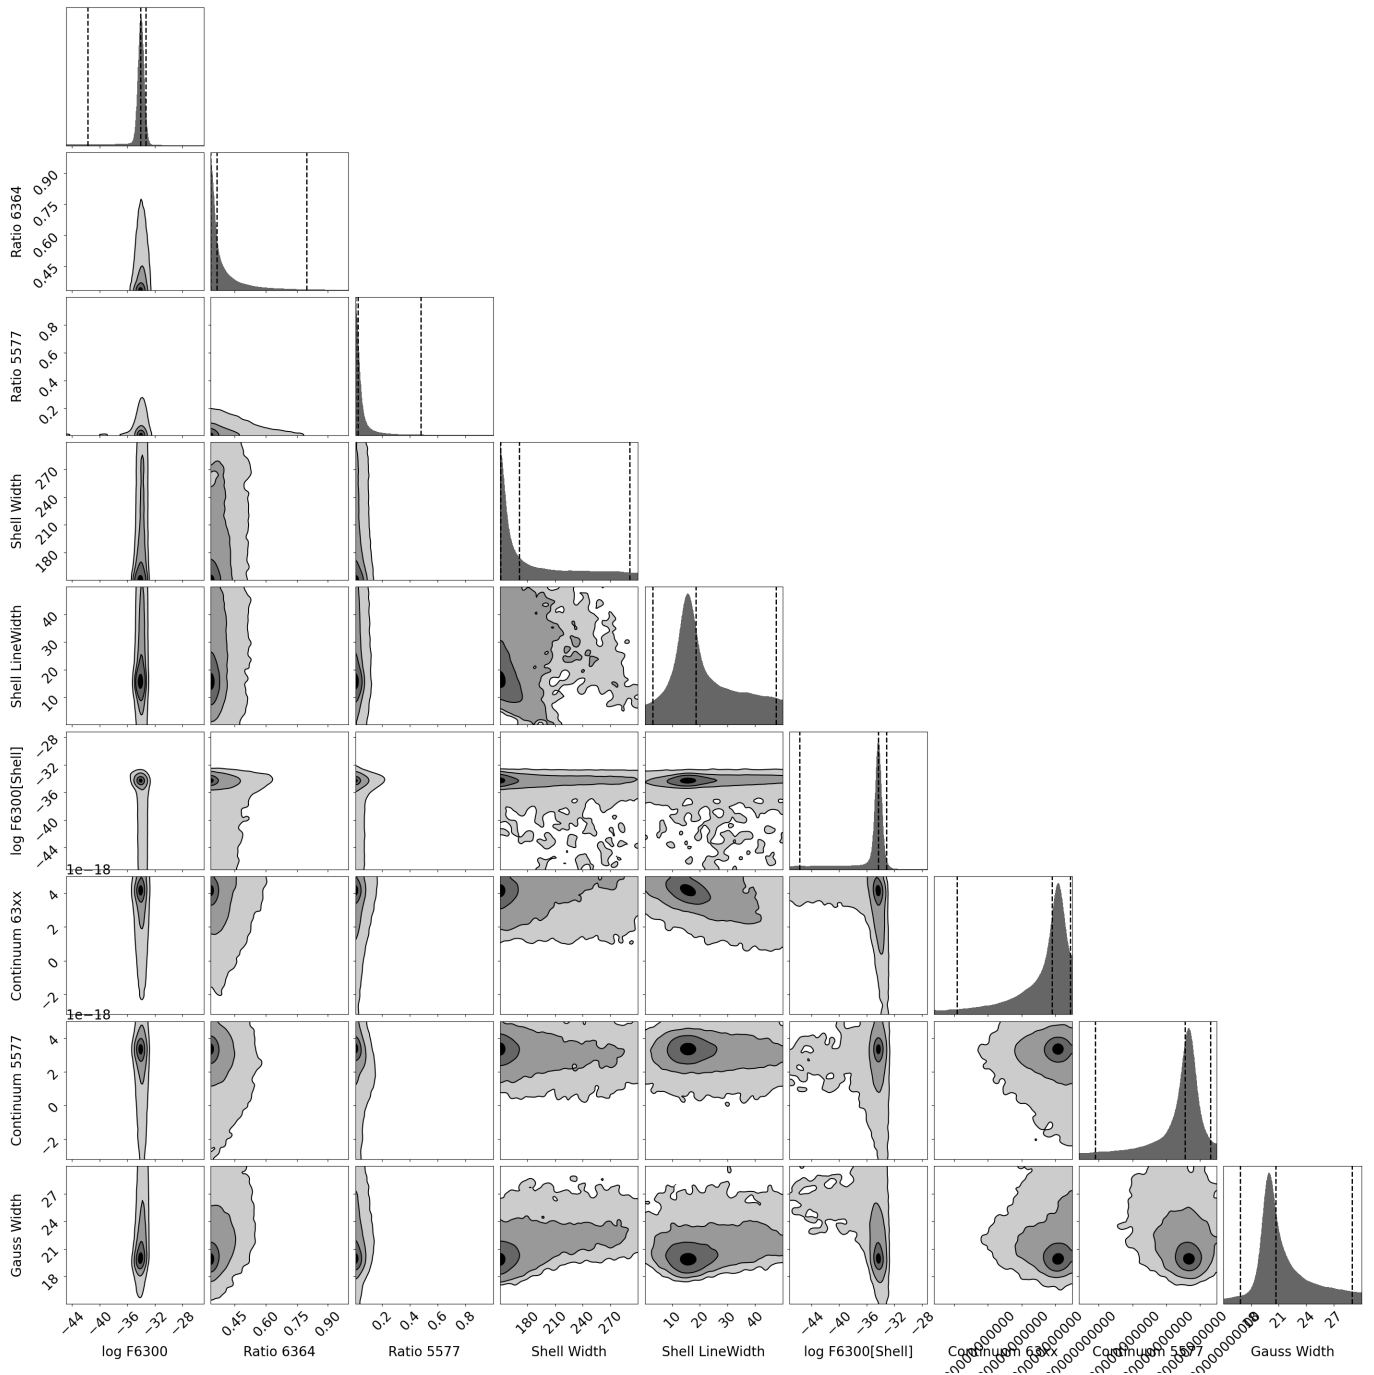 Ratio 6364
0.90
0.75
0.60
0.45
Ratio 5577
0.8
0.6
0.4
0.2
Shell Width
270
240
210
180
Shell LineWidth
40
30
20
10
log F6300[Shell]
−28
−32
−36
−40
−44
1e−18
Continuum 63xx
4
2
0
−2
1e−18
Continuum 5577
4
2
0
−2
Gauss Width
27
24
21
18
−44 −40 −36 −32 −28
0.45 0.60 0.75 0.90
0.2 0.4 0.6 0.8
180 210 240 270
10 20 30 40
−44 −40 −36 −32 −28
21 24 27
log F6300 Ratio 6364 Ratio 5577 Shell Width Shell LineWidth log F6300[Shell] Continuum 63xx Continuum 5577 Gauss Width